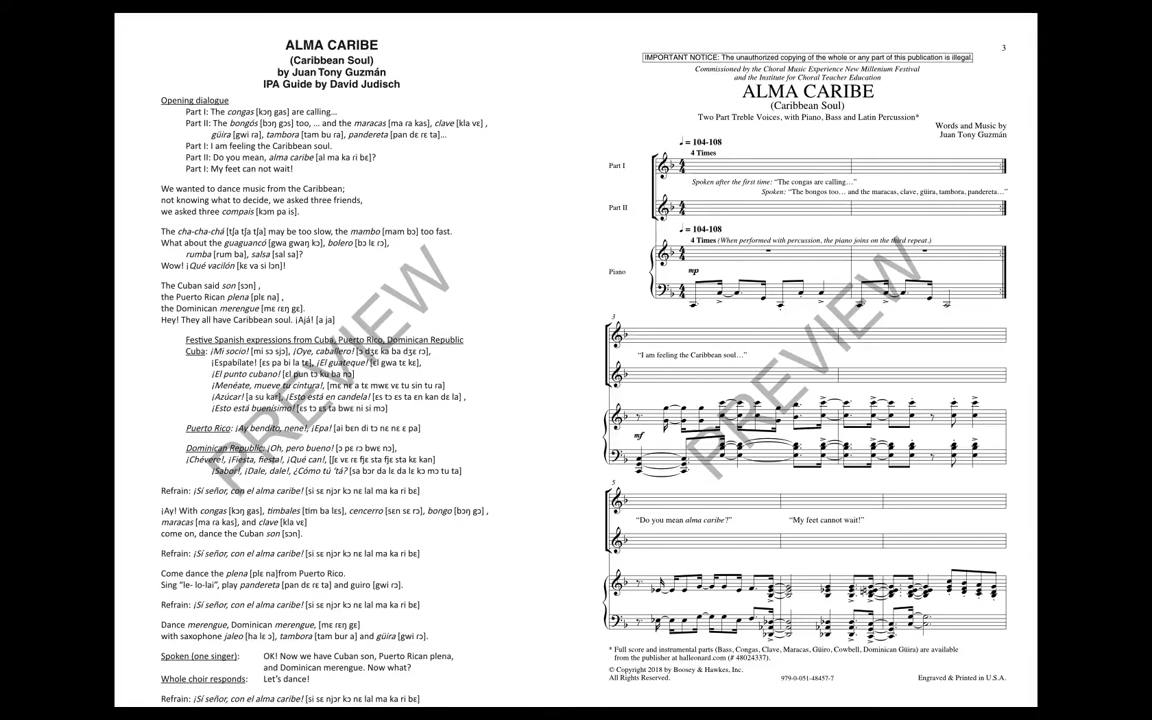 ALMA CARIBE
(Caribbean Soul)
by Juan Tony Guzmán
IPA Guide by David Judisch
Opening dialogue
Part I: The congas [kɔŋ gas] are calling…
Part II: The bongós [bɔŋ gɔs] too, … and the maracas [ma ra kas], clave [kla vɛ] ,
güira [gwi ra], tambora [tam bu ra], pandereta [pan dɛ rɛ ta]…
Part I: I am feeling the Caribbean soul.
Part II: Do you mean, alma caribe [al ma ka ri bɛ]?
Part I: My feet can not wait!
We wanted to dance music from the Caribbean;
not knowing what to decide, we asked three friends,
we asked three compais [kɔm pa is].
The cha-cha-chá [tʃa tʃa tʃa] may be too slow, the mambo [mam bɔ] too fast.
What about the guaguancó [gwa gwaŋ kɔ], bolero [bɔ lɛ rɔ],
rumba [rum ba], salsa [sal sa]?
Wow! ¡Qué vacilón [kɛ va si lɔn]!
The Cuban said son [sɔn] ,
the Puerto Rican plena [plɛ na] ,
the Dominican merengue [mɛ rɛŋ gɛ].
Hey! They all have Caribbean soul. ¡Ajá! [a ja]
Festive Spanish expressions from Cuba, Puerto Rico, Dominican Republic
Cuba: ¡Mi socio! [mi sɔ sjɔ], ¡Oye, caballero! [ɔ dʒɛ ka ba dʒɛ rɔ],
¡Espabílate! [ɛs pa bi la tɛ], ¡El guateque! [ɛl gwa tɛ kɛ],
¡El punto cubano! [ɛl pun tɔ ku ba nɔ]
¡Menéate, mueve tu cintura!, [mɛ nɛ a tɛ mwɛ vɛ tu sin tu ra]
¡Azúcar! [a su kar], ¡Esto está en candela! [ɛs tɔ ɛs ta ɛn kan dɛ la] ,
¡Esto está buenísimo! [ɛs tɔ ɛs ta bwɛ ni si mɔ]
Puerto Rico: ¡Ay bendito, nene!, ¡Epa! [ai bɛn di tɔ nɛ nɛ ɛ pa]
Dominican Republic: ¡Oh, pero bueno! [ɔ pɛ rɔ bwɛ nɔ],
¡Chévere!, ¡Fiesta, fiesta!, ¡Qué can!, [ʃɛ vɛ rɛ fjɛ sta fjɛ sta kɛ kan]
¡Sabor!, ¡Dale, dale!, ¿Cómo tú 'tá? [sa bɔr da lɛ da lɛ kɔ mɔ tu ta]
Refrain: ¡Sí señor, con el alma caribe! [si sɛ njɔr kɔ nɛ lal ma ka ri bɛ]
¡Ay! With congas [kɔŋ gas], timbales [tim ba lɛs], cencerro [sɛn sɛ rɔ], bongo [bɔŋ gɔ] ,
maracas [ma ra kas], and clave [kla vɛ]
come on, dance the Cuban son [sɔn].
Refrain: ¡Sí señor, con el alma caribe! [si sɛ njɔr kɔ nɛ lal ma ka ri bɛ]
Come dance the plena [plɛ na]from Puerto Rico.
Sing “le- lo-lai”, play pandereta [pan dɛ rɛ ta] and guiro [gwi rɔ].
Refrain: ¡Sí señor, con el alma caribe! [si sɛ njɔr kɔ nɛ lal ma ka ri bɛ]
Dance merengue, Dominican merengue, [mɛ rɛŋ gɛ]
with saxophone jaleo [ha lɛ ɔ], tambora [tam bur a] and güira [gwi rɔ].
Spoken (one singer): OK! Now we have Cuban son, Puerto Rican plena,
and Dominican merengue. Now what?
Whole choir responds: Let’s dance!
Refrain: ¡Sí señor, con el alma caribe! [si sɛ njɔr kɔ nɛ lal ma ka ri bɛ]
PREVIEW
3
IMPORTANT NOTICE: The unauthorized copying of the whole or any part of this publication is illegal.
Commissioned by the Choral Music Experience New Millenium Festival
and the Institute for Choral Teacher Education
ALMA CARIBE
(Caribbean Soul)
Two Part Treble Voices, with Piano, Bass and Latin Percussion*
Words and Music by
Juan Tony Guzmán
♩ = 104-108
4 Times
Part I
Spoken after the first time: “The congas are calling…”
Spoken: “The bongos too… and the maracas, clave, güira, tambora, pandereta…”
Part II
♩ = 104-108
4 Times (When performed with percussion, the piano joins on the third repeat.)
Piano
mp
3
“I am feeling the Caribbean soul…”
mf
5
“Do you mean alma caribe?” “My feet cannot wait!”
PREVIEW
* Full score and instrumental parts (Bass, Congas, Clave, Maracas, Güiro, Cowbell, Dominican Güira) are available
from the publisher at halleonard.com (# 48024337).
© Copyright 2018 by Boosey & Hawkes, Inc.
All Rights Reserved. 979-0-051-48457-7 Engraved & Printed in U.S.A.